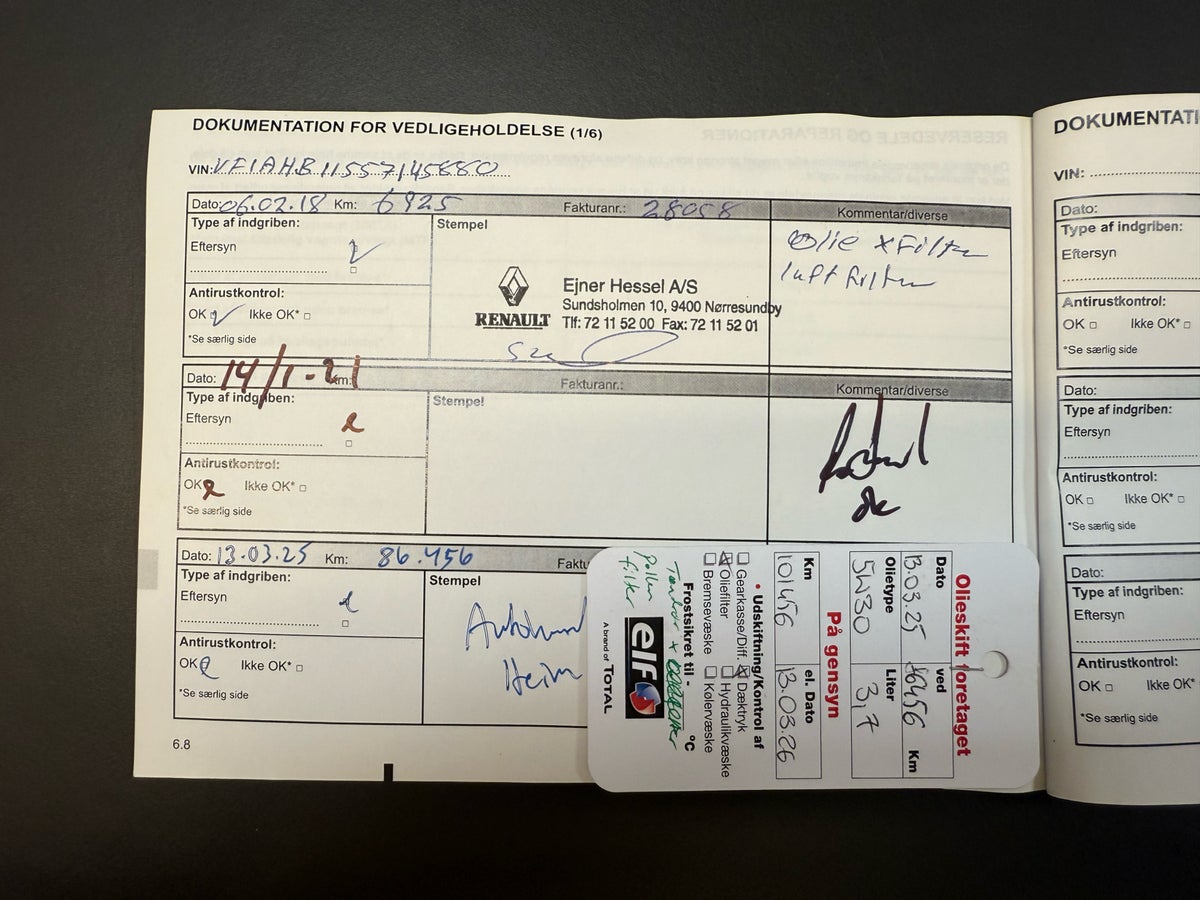 DOKUMENTATION FOR VEDLIGEHOLDELSE (1/6)
VIN: VF1AHB11557145880
Dato: 06.02.18 Km: 6925 Fakturanr.: 28058 Kommentar/diverse
Type af indgriben:
Stempel
Eftersyn
Olie + Filter
luftfilter
Antirustkontrol:
OK Ikke OK*
*Se særlig side
RENAULT
Ejner Hessel A/S
Sundsholmen 10, 9400 Nørresundby
Tlf: 72 11 52 00 Fax: 72 11 52 01
Dato: 14/1-21 Km: Fakturanr.: Kommentar/diverse
Type af indgriben:
Stempel
Eftersyn
Antirustkontrol:
OK Ikke OK*
*Se særlig side
ok
Dato: 13.03.25 Km: 86.456 Faktu
Type af indgriben:
Stempel
Eftersyn
Antirustkontrol:
OK Ikke OK*
*Se særlig side
6.8
Olieskift foretaget
Dato ved Km
13.03.25 86456
Olietype Liter
5W30 3,7
På gensyn
Km el. Dato
101456 13.03.26
• Udskiftning/Kontrol af
Gearkasse/Diff. Dæktryk
Oliefilter Hydraulikvæske
Bremsevæske Kølervæske
Frostsikret til - °C
Pollen
filter
elf
A brand of TOTAL
DOKUMENTATI
VIN:
Dato:
Type af indgriben:
Eftersyn
Antirustkontrol:
OK Ikke OK*
*Se særlig side
Dato:
Type af indgriben:
Eftersyn
Antirustkontrol:
OK Ikke OK*
*Se særlig side
Dato:
Type af indgriben:
Eftersyn
Antirustkontrol:
OK Ikke OK*
*Se særlig side